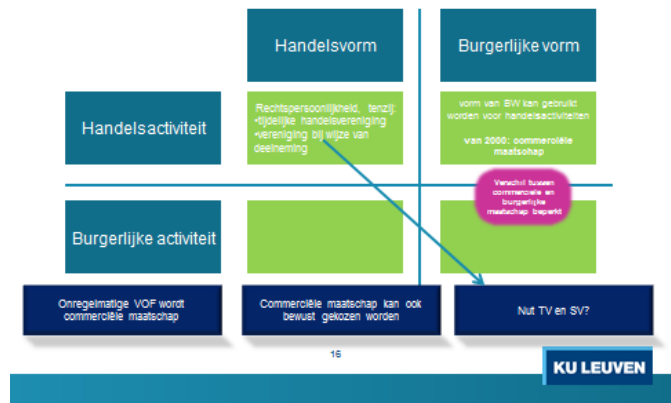 Handelsvorm
Burgerlijke vorm
Handelsactiviteit
Rechtspersoonlijkheid, tenzij:
•tijdelijke handelsvereniging
•vereniging bij wijze van
deelneming
vorm van BW kan gebruikt
worden voor handelsactiviteiten
van 2000: commerciële
maatschap
Verschil tussen
commerciële en
burgerlijke
maatschap beperkt
Burgerlijke activiteit
Onregelmatige VOF wordt
commerciële maatschap
Commerciële maatschap kan ook
bewust gekozen worden
Nut TV en SV?
16
KU LEUVEN